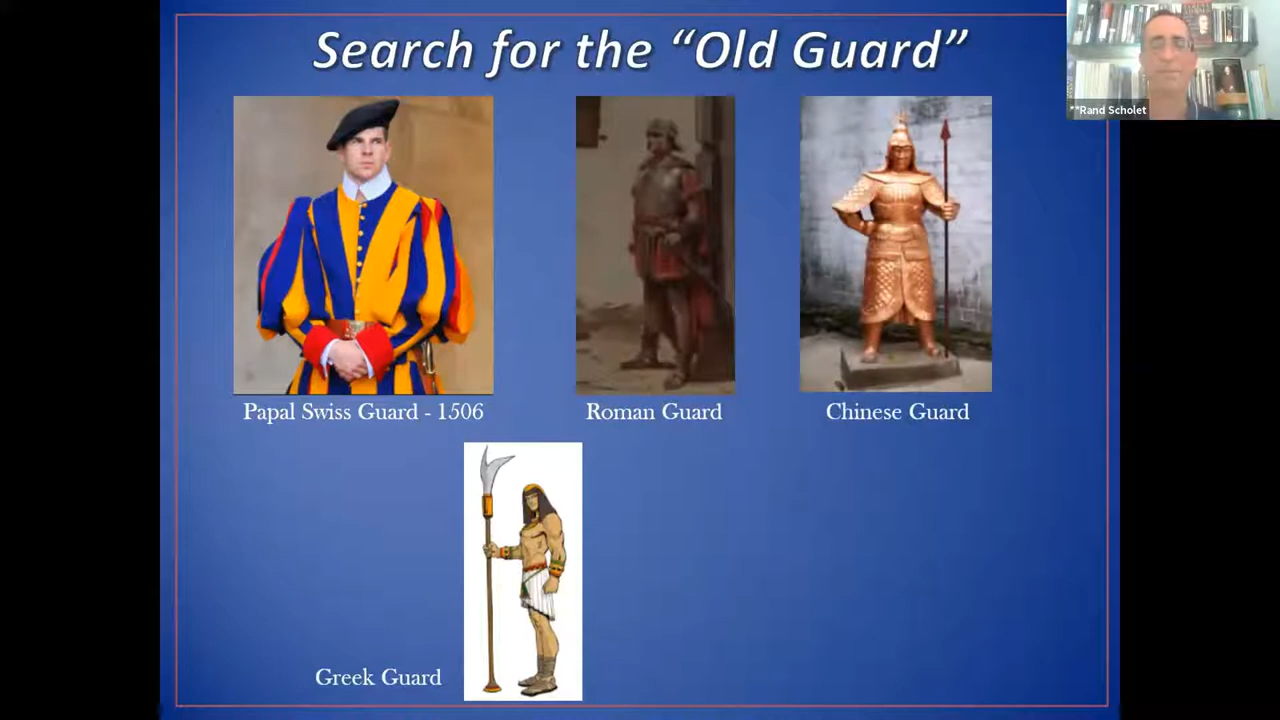 Search for the “Old Guard”
**Rand Scholet
Papal Swiss Guard - 1506
Roman Guard
Chinese Guard
Greek Guard